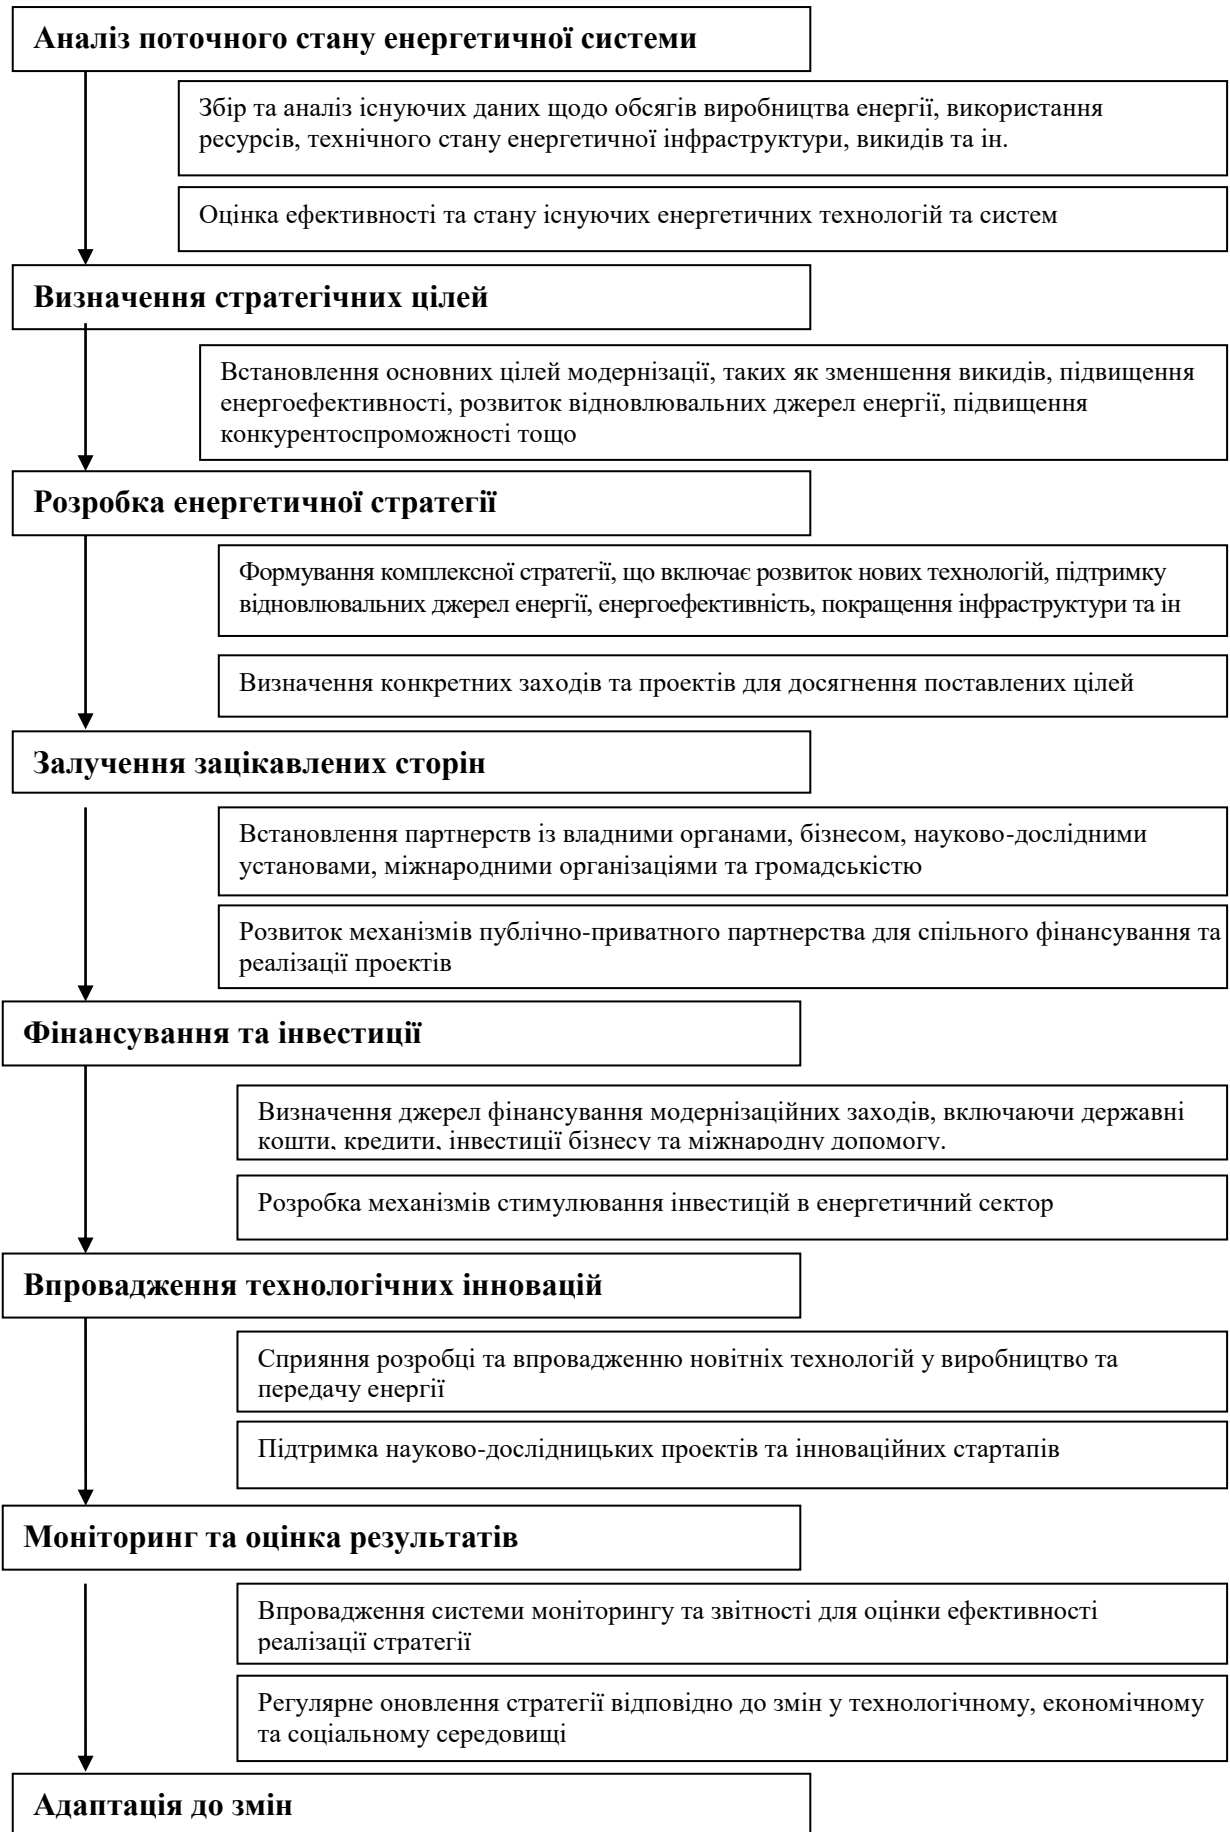 Аналіз поточного стану енергетичної системи
Збір та аналіз існуючих даних щодо обсягів виробництва енергії, використання
ресурсів, технічного стану енергетичної інфраструктури, викидів та ін.
Оцінка ефективності та стану існуючих енергетичних технологій та систем
Визначення стратегічних цілей
Встановлення основних цілей модернізації, таких як зменшення викидів, підвищення
енергоефективності, розвиток відновлювальних джерел енергії, підвищення
конкурентоспроможності тощо
Розробка енергетичної стратегії
Формування комплексної стратегії, що включає розвиток нових технологій, підтримку
відновлювальних джерел енергії, енергоефективність, покращення інфраструктури та ін
Визначення конкретних заходів та проектів для досягнення поставлених цілей
Залучення зацікавлених сторін
Встановлення партнерств із владними органами, бізнесом, науково-дослідними
установами, міжнародними організаціями та громадськістю
Розвиток механізмів публічно-приватного партнерства для спільного фінансування та
реалізації проектів
Фінансування та інвестиції
Визначення джерел фінансування модернізаційних заходів, включаючи державні
кошти, кредити, інвестиції бізнесу та міжнародну допомогу.
Розробка механізмів стимулювання інвестицій в енергетичний сектор
Впровадження технологічних інновацій
Сприяння розробці та впровадженню новітніх технологій у виробництво та
передачу енергії
Підтримка науково-дослідницьких проектів та інноваційних стартапів
Моніторинг та оцінка результатів
Впровадження системи моніторингу та звітності для оцінки ефективності
реалізації стратегії
Регулярне оновлення стратегії відповідно до змін у технологічному, економічному
та соціальному середовищі
Адаптація до змін